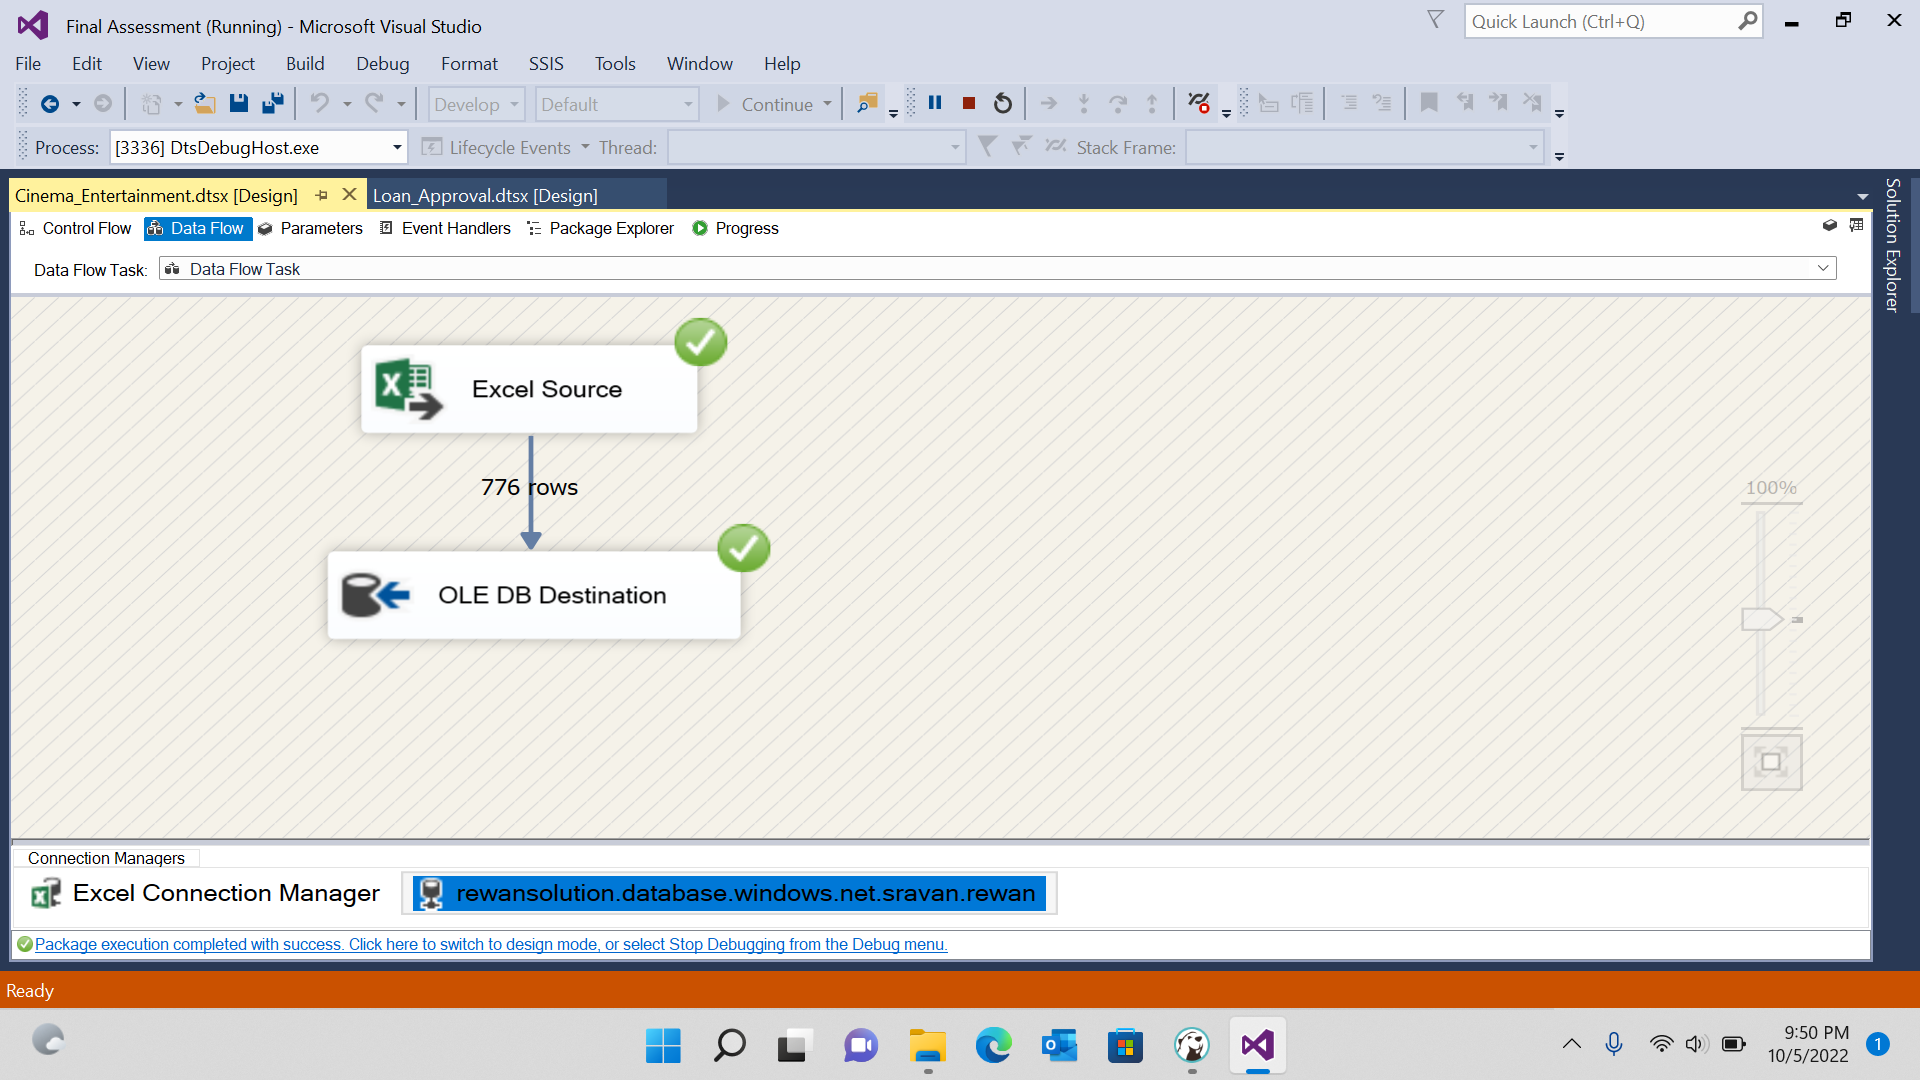 Final Assessment (Running) - Microsoft Visual Studio
Quick Launch (Ctrl+Q)
File Edit View Project Build Debug Format SSIS Tools Window Help
Develop Default Continue
Process: [3336] DtsDebugHost.exe Lifecycle Events Thread: Stack Frame:
Cinema_Entertainment.dtsx [Design] Loan_Approval.dtsx [Design]
Solution Explorer
Control Flow Data Flow Parameters Event Handlers Package Explorer Progress
Data Flow Task: Data Flow Task
Excel Source
776 rows
100%
OLE DB Destination
Connection Managers
Excel Connection Manager rewansolution.database.windows.net.sravan.rewan
Package execution completed with success. Click here to switch to design mode, or select Stop Debugging from the Debug menu.
Ready
9:50 PM
10/5/2022
1